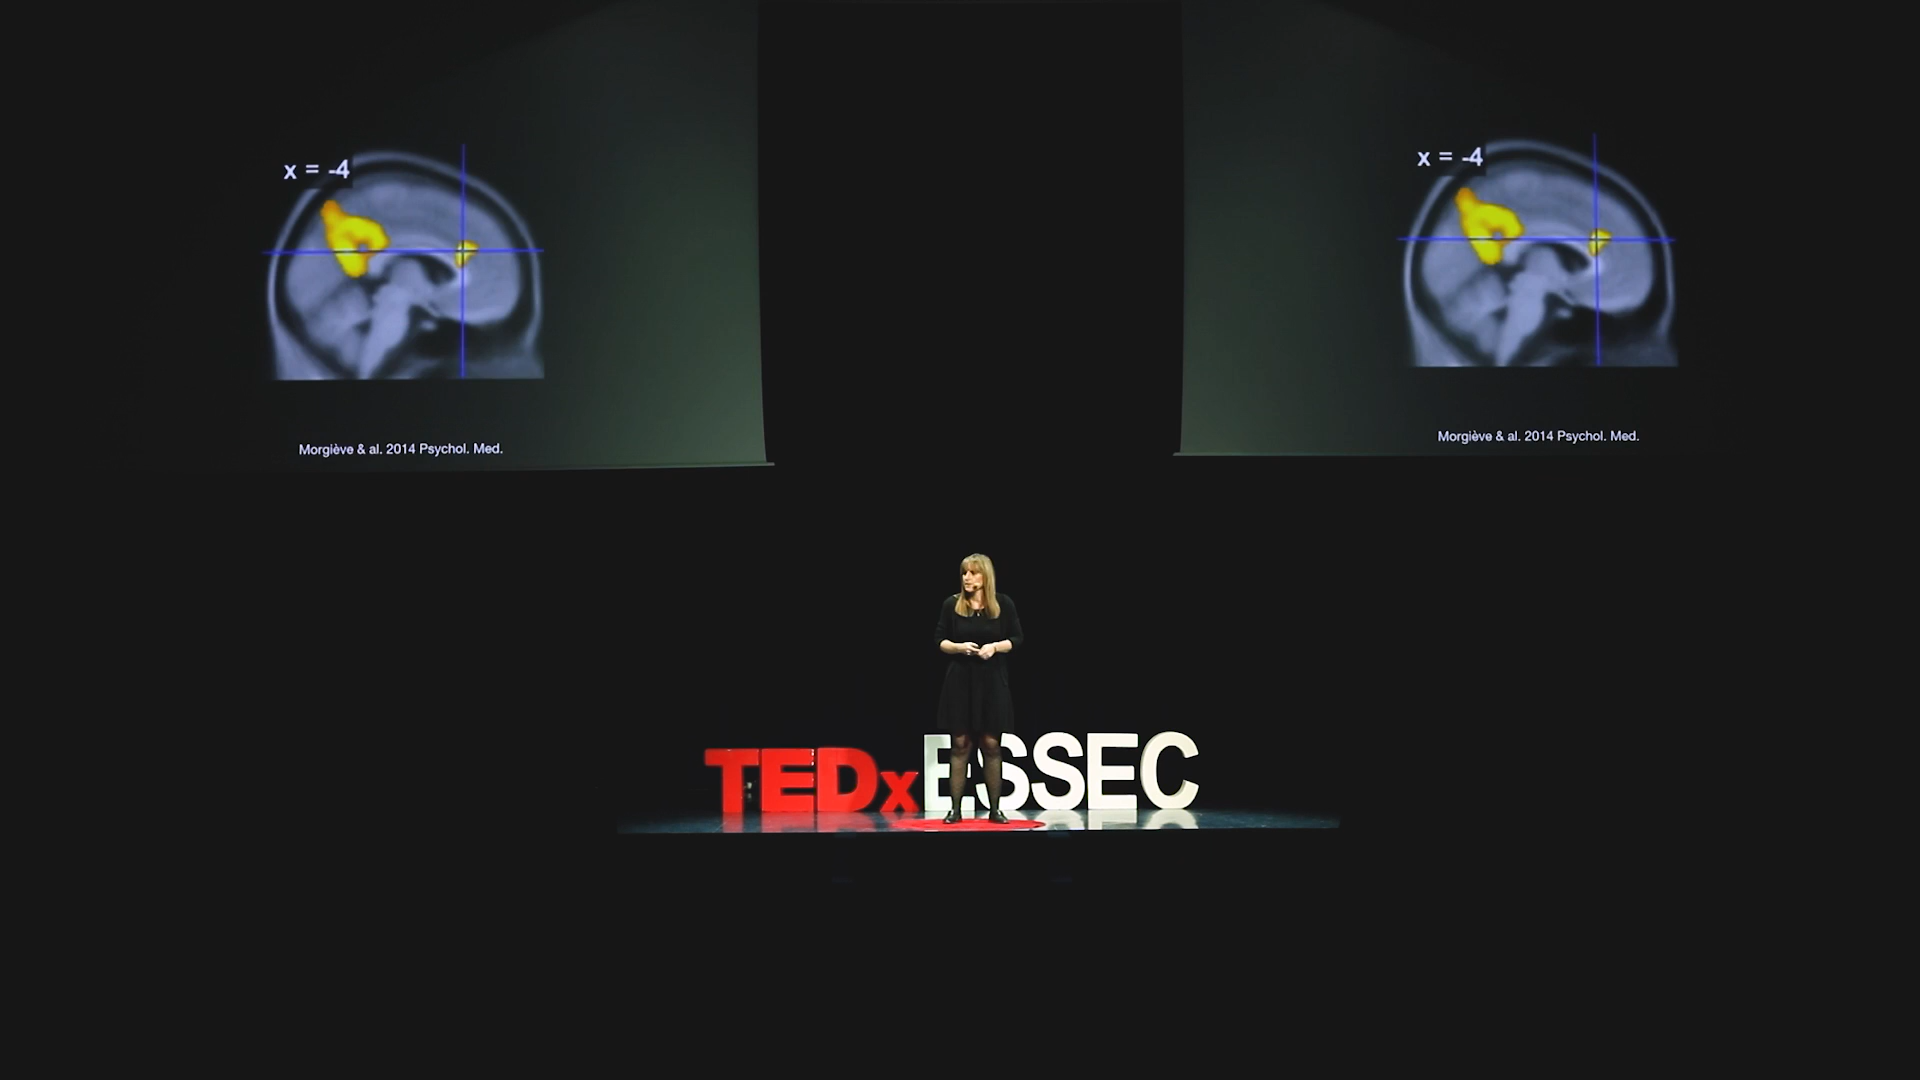 x = -4
Morgiève & al. 2014 Psychol. Med.
x = -4
Morgiève & al. 2014 Psychol. Med.
TEDxESSEC